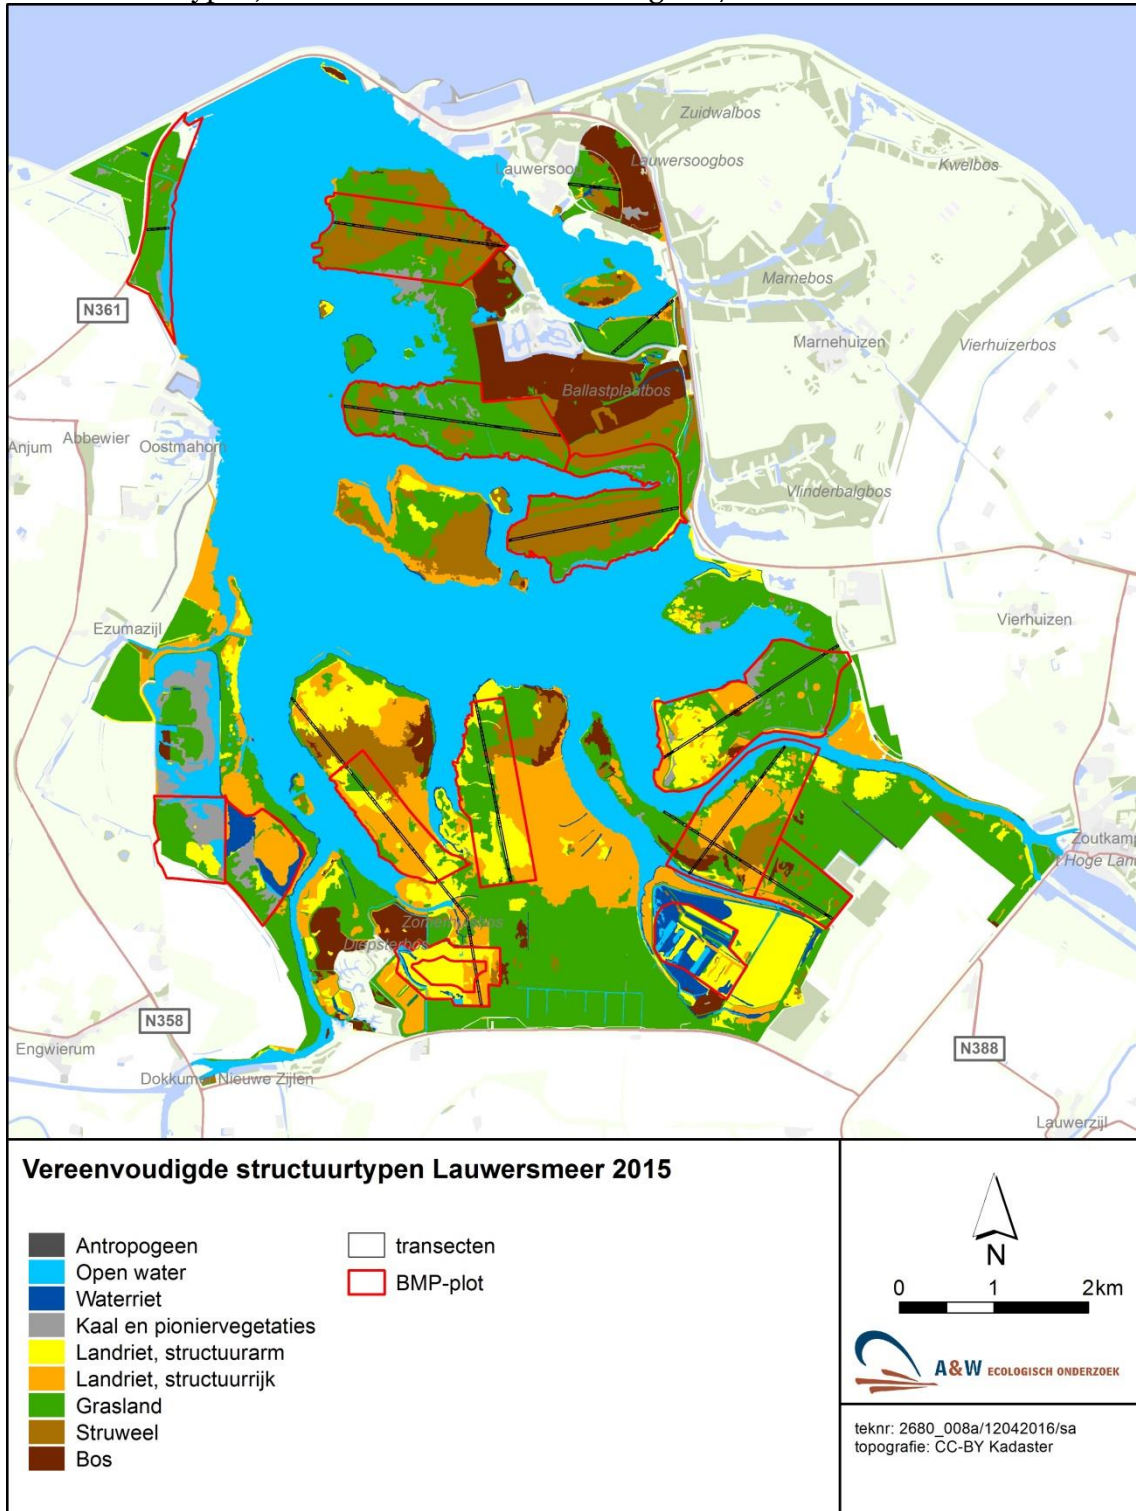 Zuidwalbos
Lauwersoog
Lauwersoogbos
Kwelbos
Marnebos
N361
Marnehuizen
Vierhuizerbos
Ballastplaatbos
Anjum
Abbewier
Oostmahorn
Vlinderbalgbos
Ezumazijl
Vierhuizen
Zoutkamp
Hoge Land
Diepsterbos
N358
Engwierum
N388
Dokkumer Nieuwe Zijlen
Lauwerzijl
Vereenvoudigde structuurtypen Lauwersmeer 2015
Antropogeen
Open water
Waterriet
Kaal en pioniervegetaties
Landriet, structuurarm
Landriet, structuurrijk
Grasland
Struweel
Bos
transecten
BMP-plot
N
0 1 2km
A&W ECOLOGISCH ONDERZOEK
teknr: 2680_008a/12042016/sa
topografie: CC-BY Kadaster